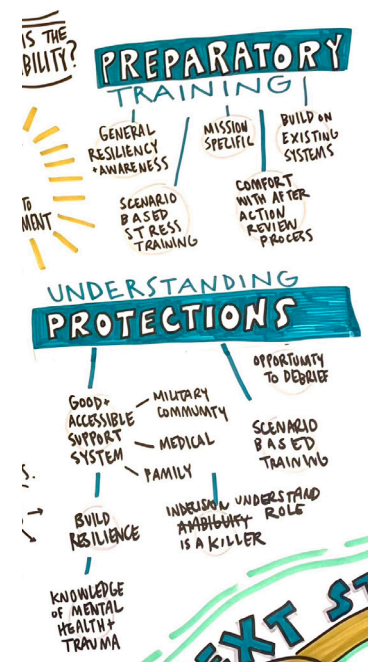 IS THE
BILITY?
PREPARATORY
TRAINING
GENERAL
RESILIENCY
+ AWARENESS
MISSION
SPECIFIC
BUILD ON
EXISTING
SYSTEMS
SCENARIO
BASED
STRESS
TRAINING
COMFORT
WITH AFTER
ACTION
REVIEW
PROCESS
TO
MENT
UNDERSTANDING
PROTECTIONS
OPPORTUNITY
TO DEBRIEF
GOOD +
ACCESSIBLE
SUPPORT
SYSTEM
MILITARY
COMMUNITY
MEDICAL
FAMILY
SCENARIO
BASED
TRAINING
S.
BUILD
RESILIENCE
INDECISION
AMBIGUITY
IS A KILLER
UNDERSTAND
ROLE
KNOWLEDGE
OF MENTAL
HEALTH +
TRAUMA
EXT ST